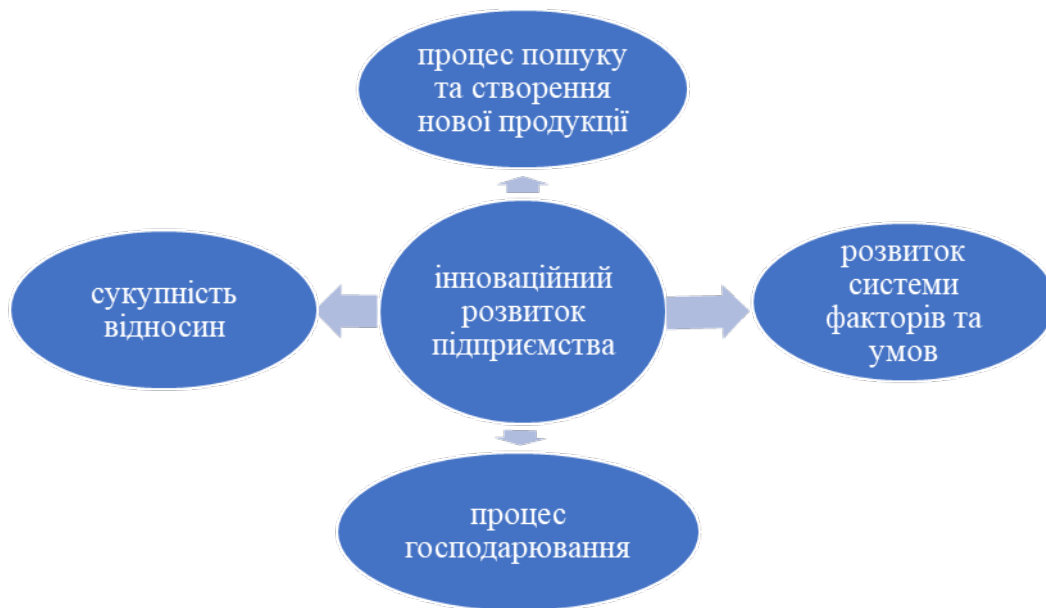 процес пошуку
та створення
нової продукції
сукупність
відносин
інноваційний
розвиток
підприємства
розвиток
системи
факторів та
умов
процес
господарювання